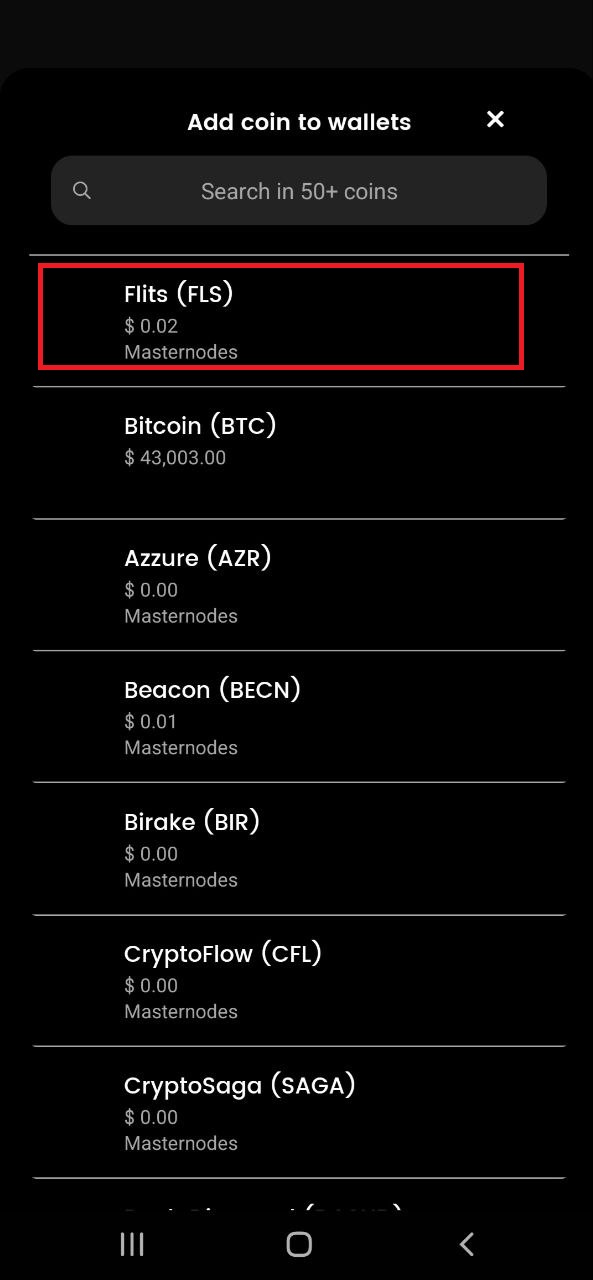 Add coin to wallets
Search in 50+ coins
Flits (FLS)
$ 0.02
Masternodes
Bitcoin (BTC)
$ 43,003.00
Azzure (AZR)
$ 0.00
Masternodes
Beacon (BECN)
$ 0.01
Masternodes
Birake (BIR)
$ 0.00
Masternodes
CryptoFlow (CFL)
$ 0.00
Masternodes
CryptoSaga (SAGA)
$ 0.00
Masternodes